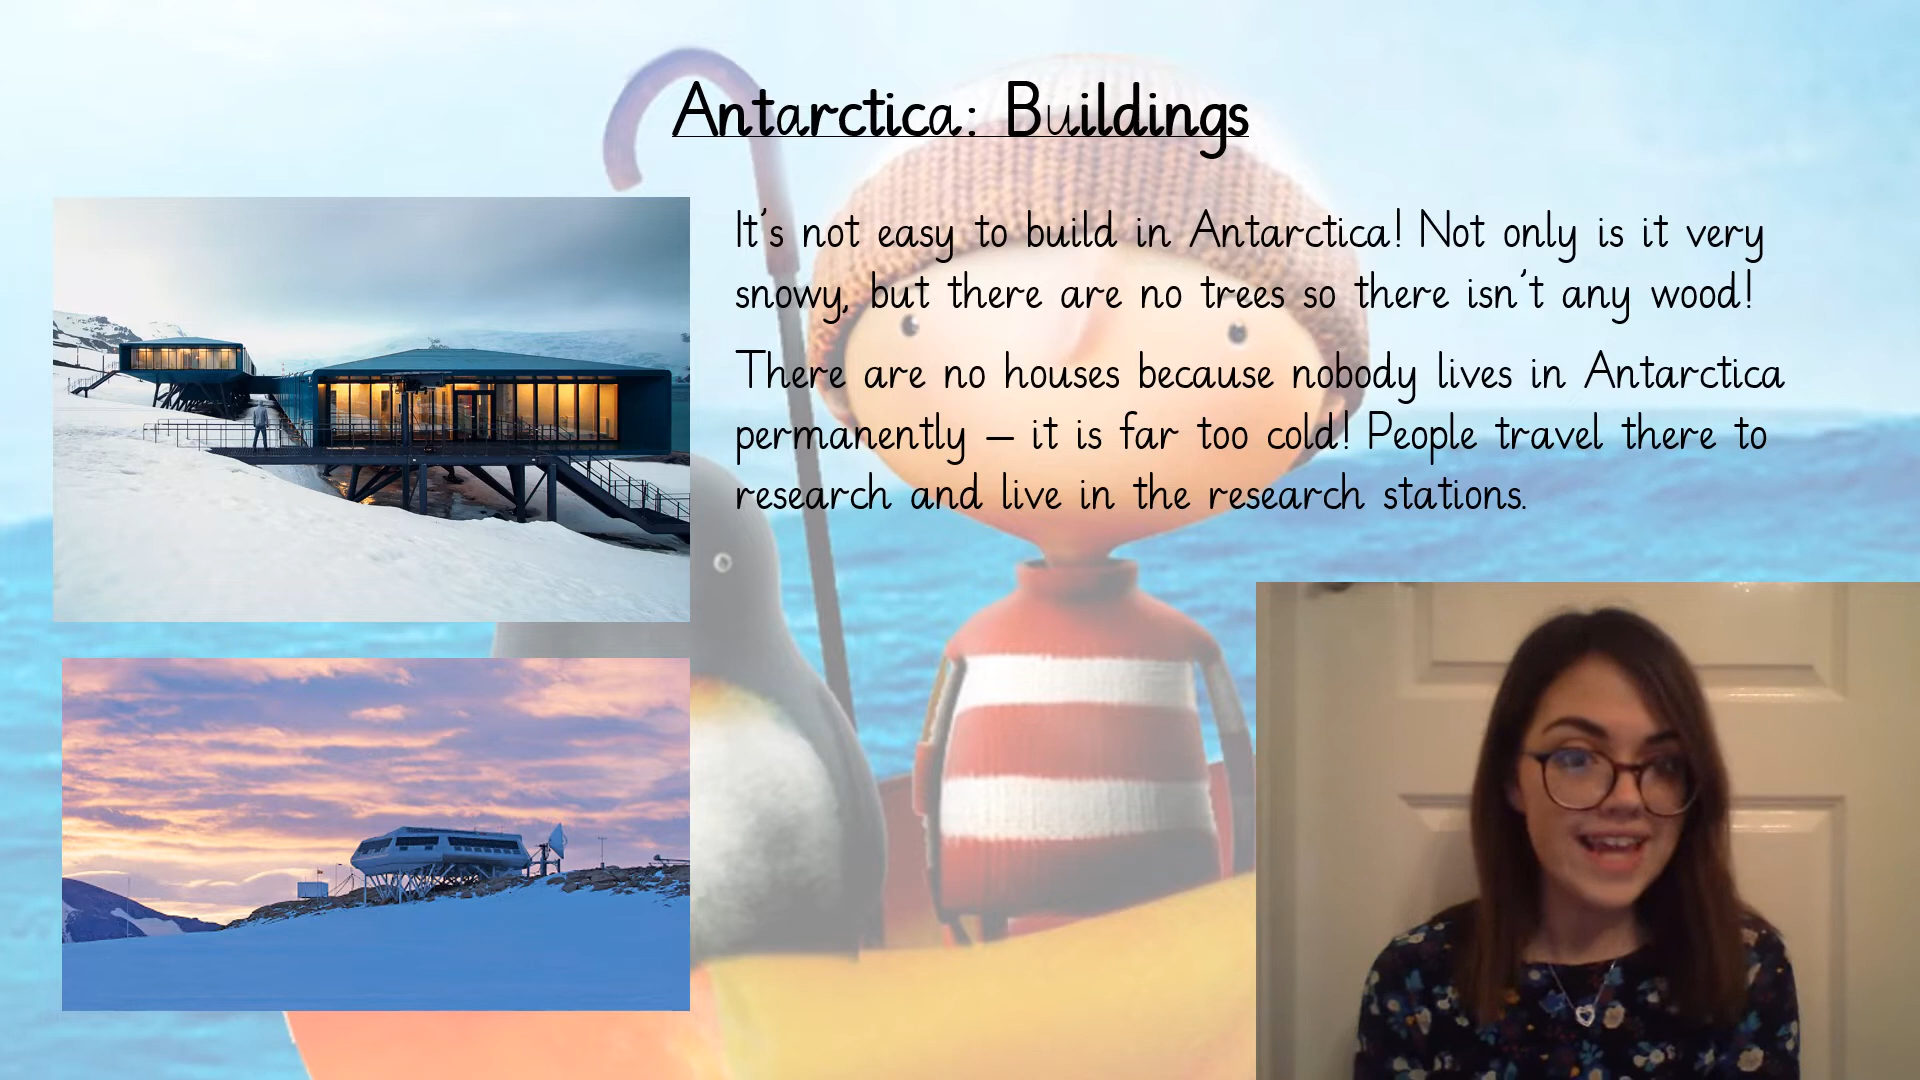 Antarctica: Buildings
It's not easy to build in Antarctica! Not only is it very
snowy, but there are no trees so there isn't any wood!
There are no houses because nobody lives in Antarctica
permanently – it is far too cold! People travel there to
research and live in the research stations.